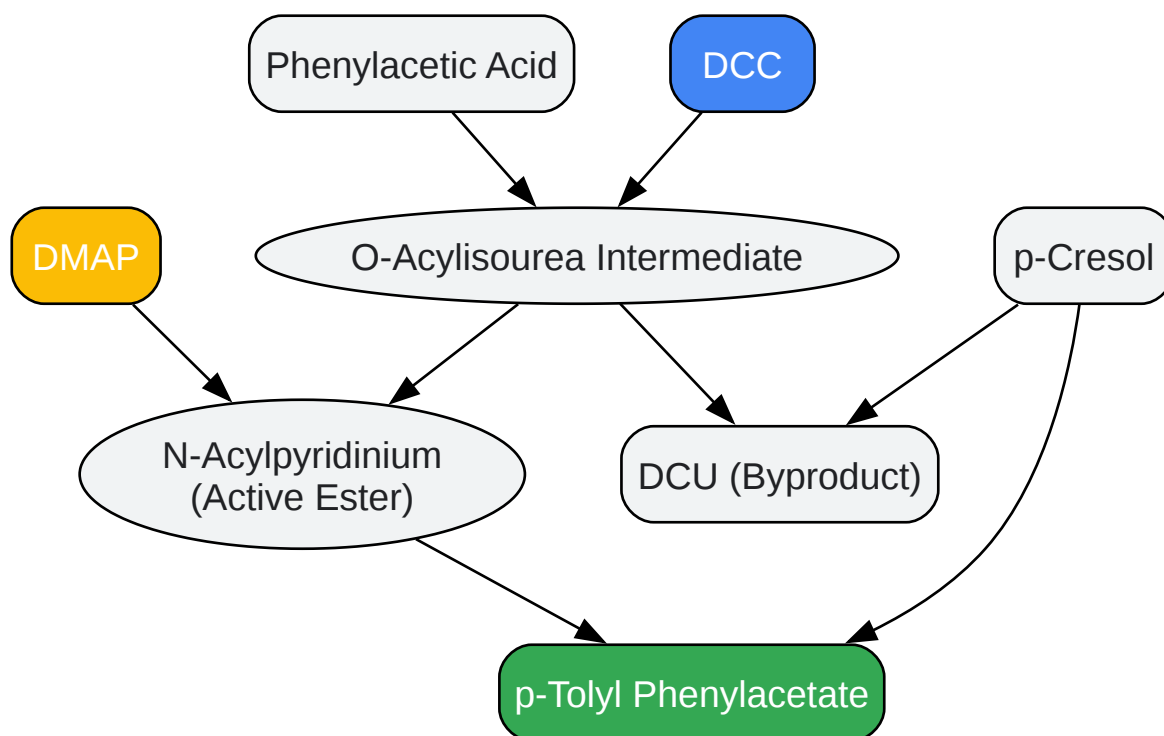 Phenylacetic Acid
DCC
DMAP
O-Acylisourea Intermediate
p-Cresol
N-Acylpyridinium
(Active Ester)
DCU (Byproduct)
p-Tolyl Phenylacetate